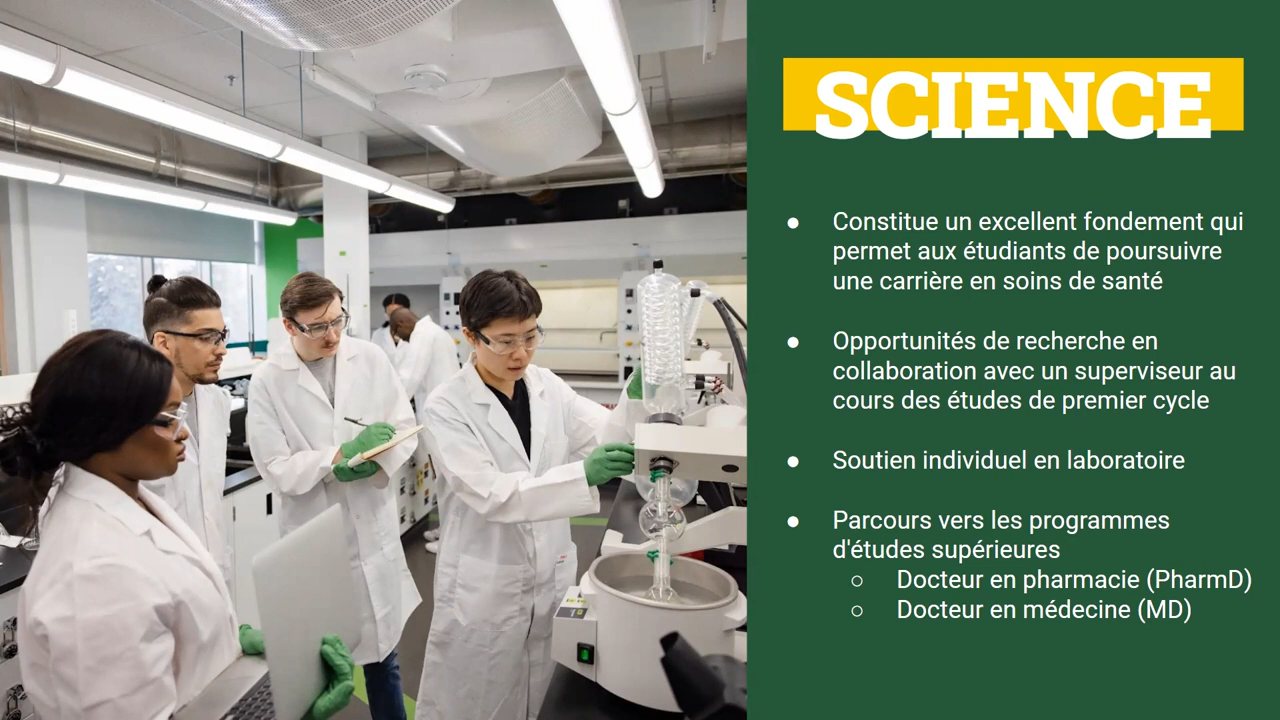 SCIENCE
● Constitue un excellent fondement qui
permet aux étudiants de poursuivre
une carrière en soins de santé
● Opportunités de recherche en
collaboration avec un superviseur au
cours des études de premier cycle
● Soutien individuel en laboratoire
● Parcours vers les programmes
d'études supérieures
○ Docteur en pharmacie (PharmD)
○ Docteur en médecine (MD)